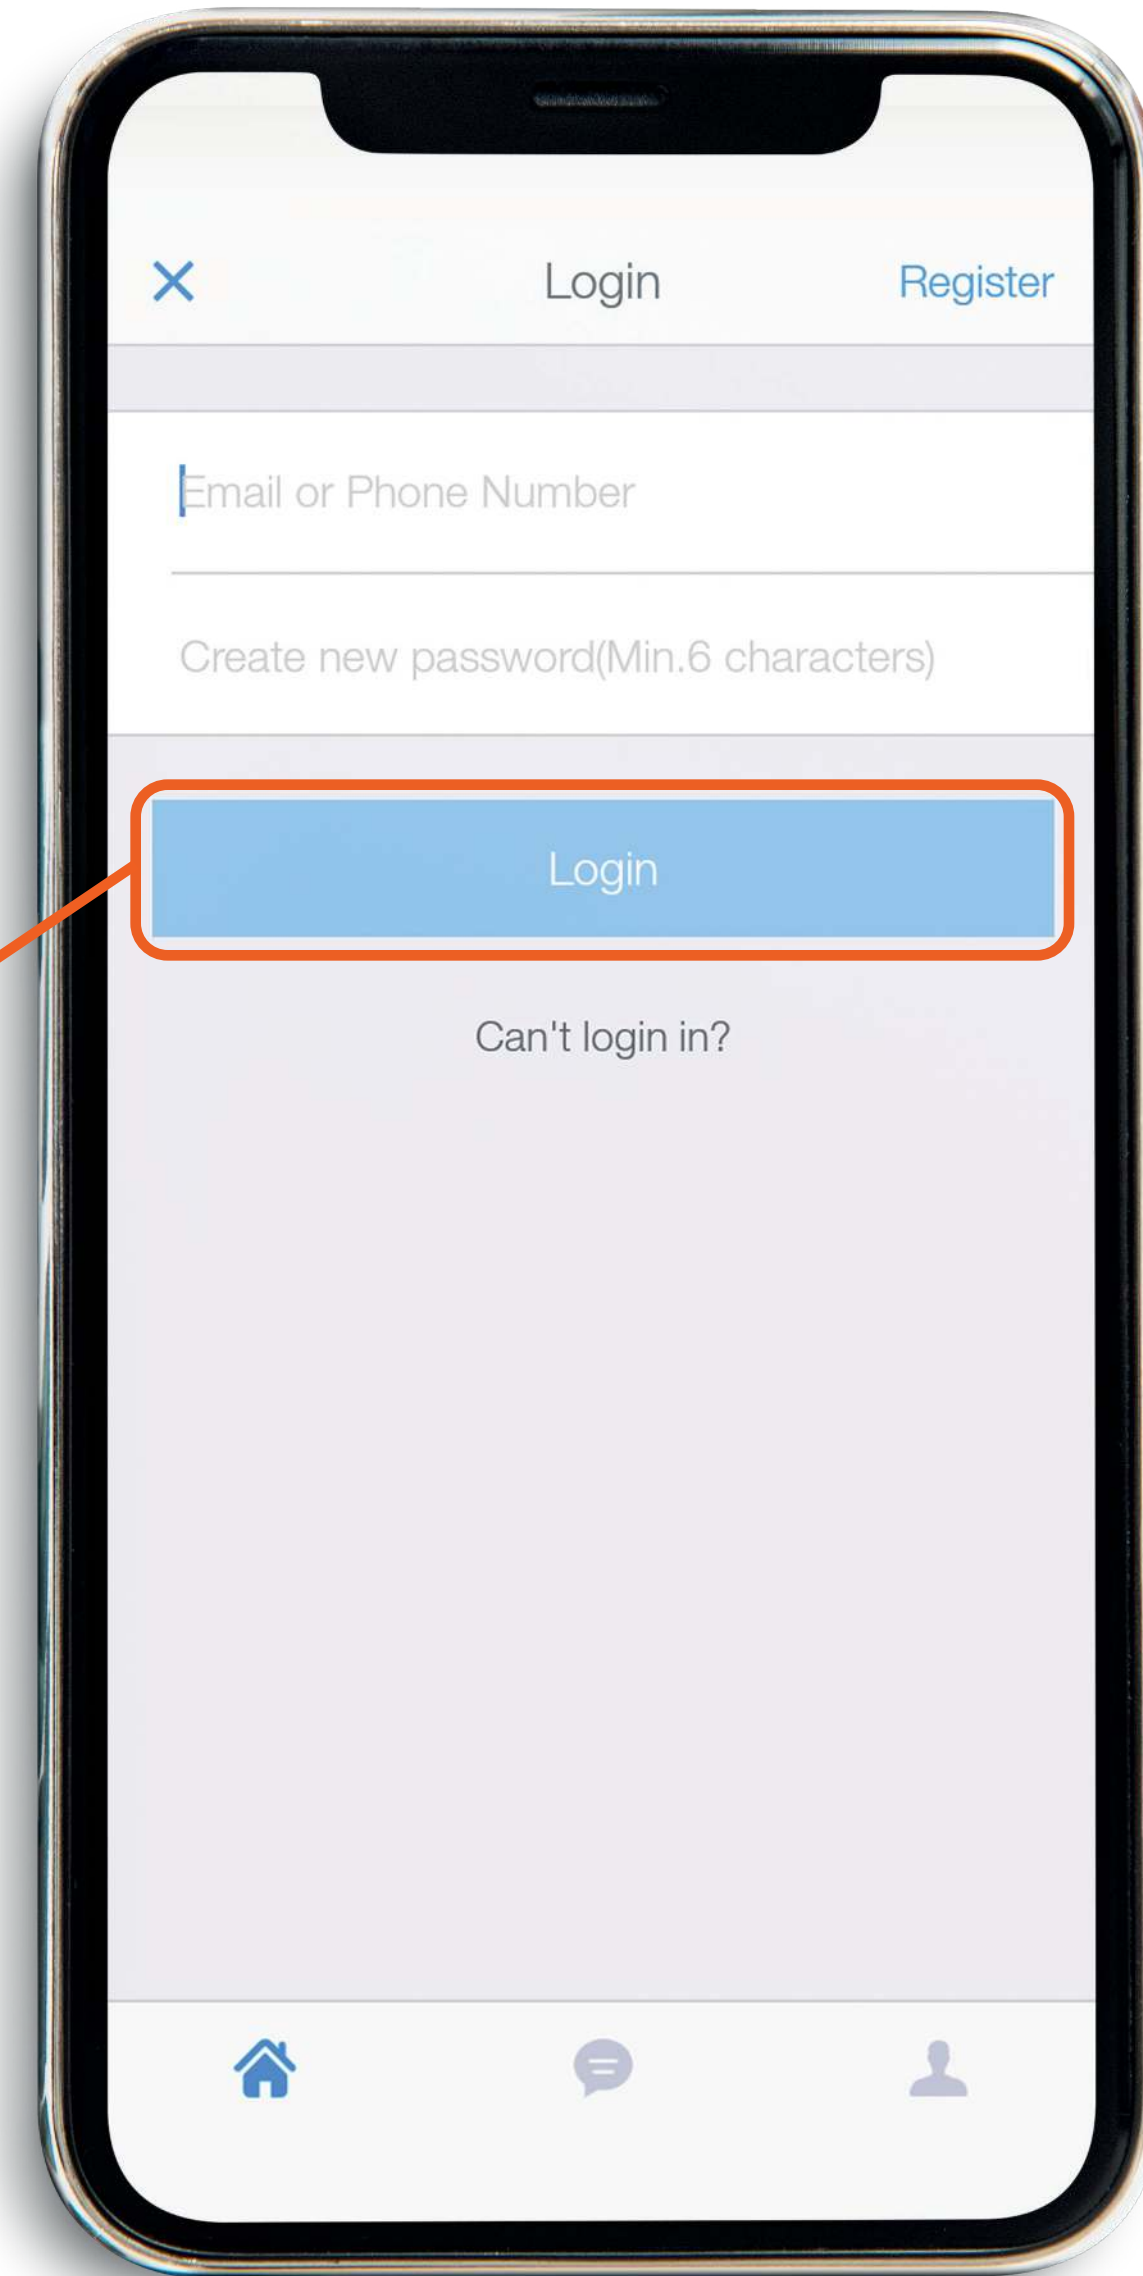 Login
Register
Email or Phone Number
Create new password(Min.6 characters)
Login
Can't login in?